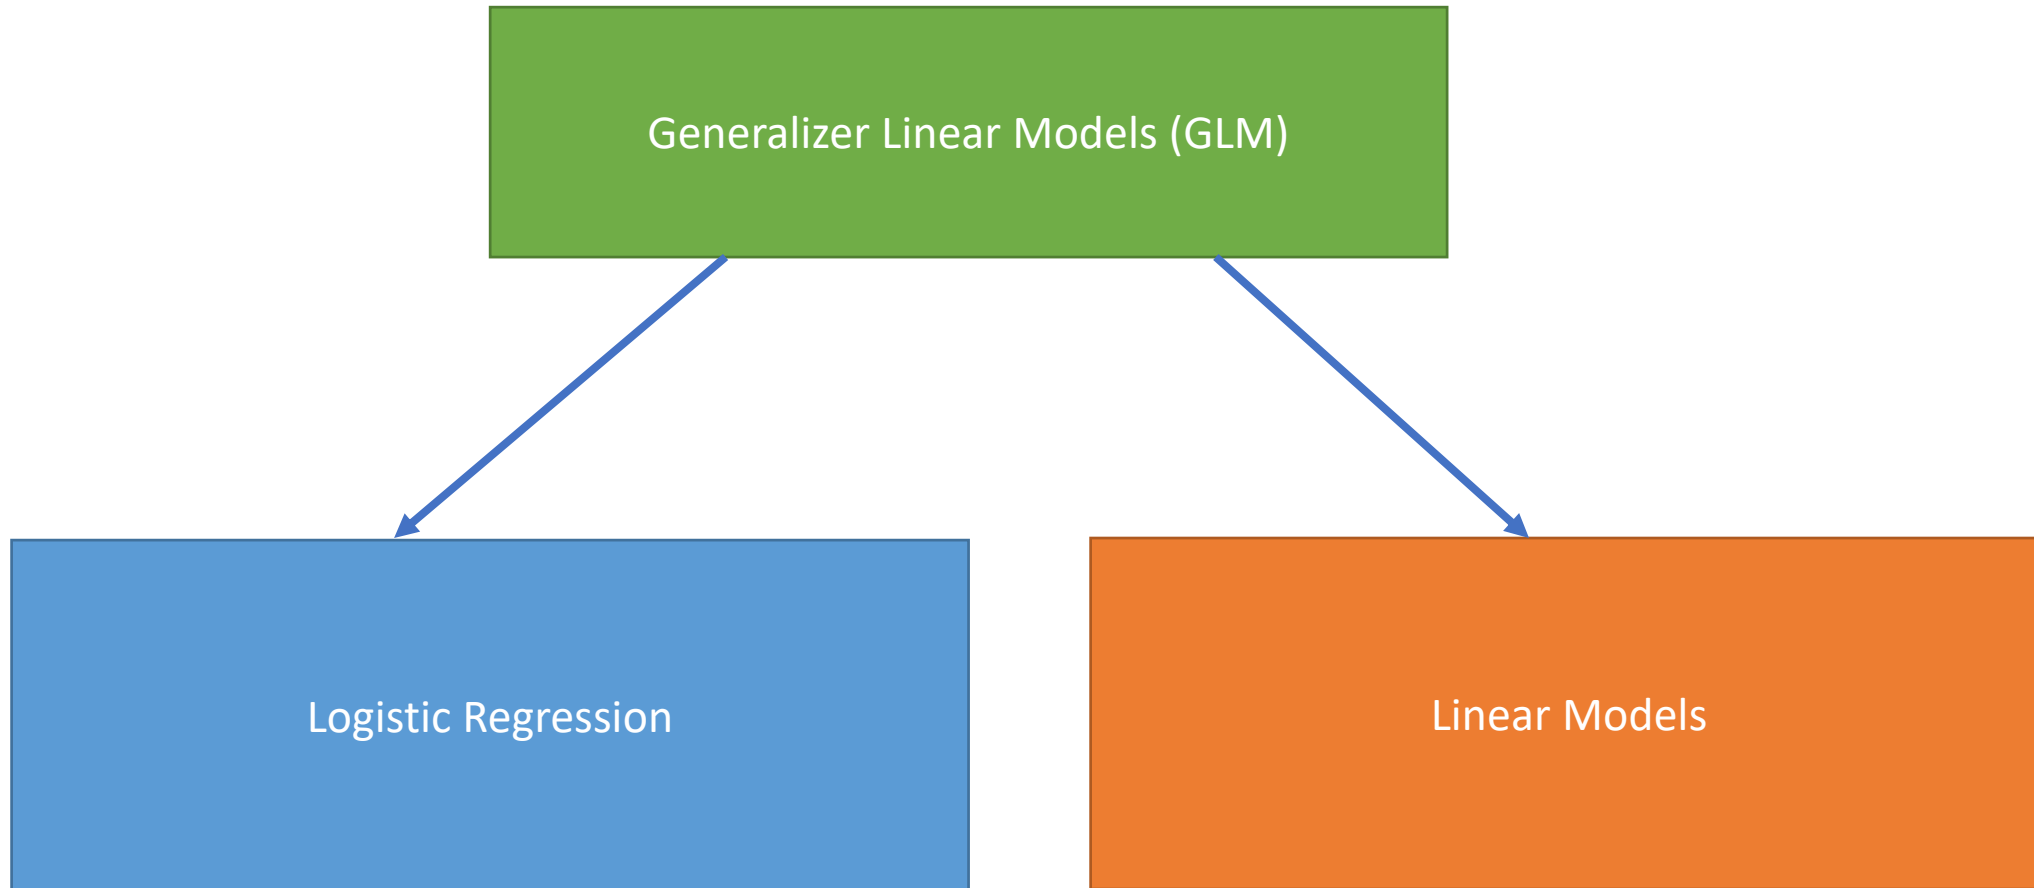 Generalizer Linear Models (GLM)
Logistic Regression
Linear Models